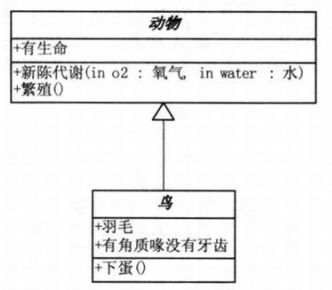 动物
+有生命
+新陈代谢(in o2 : 氧气, in water : 水)
+繁殖()
鸟
+羽毛
+有角质喙没有牙齿
+下蛋()